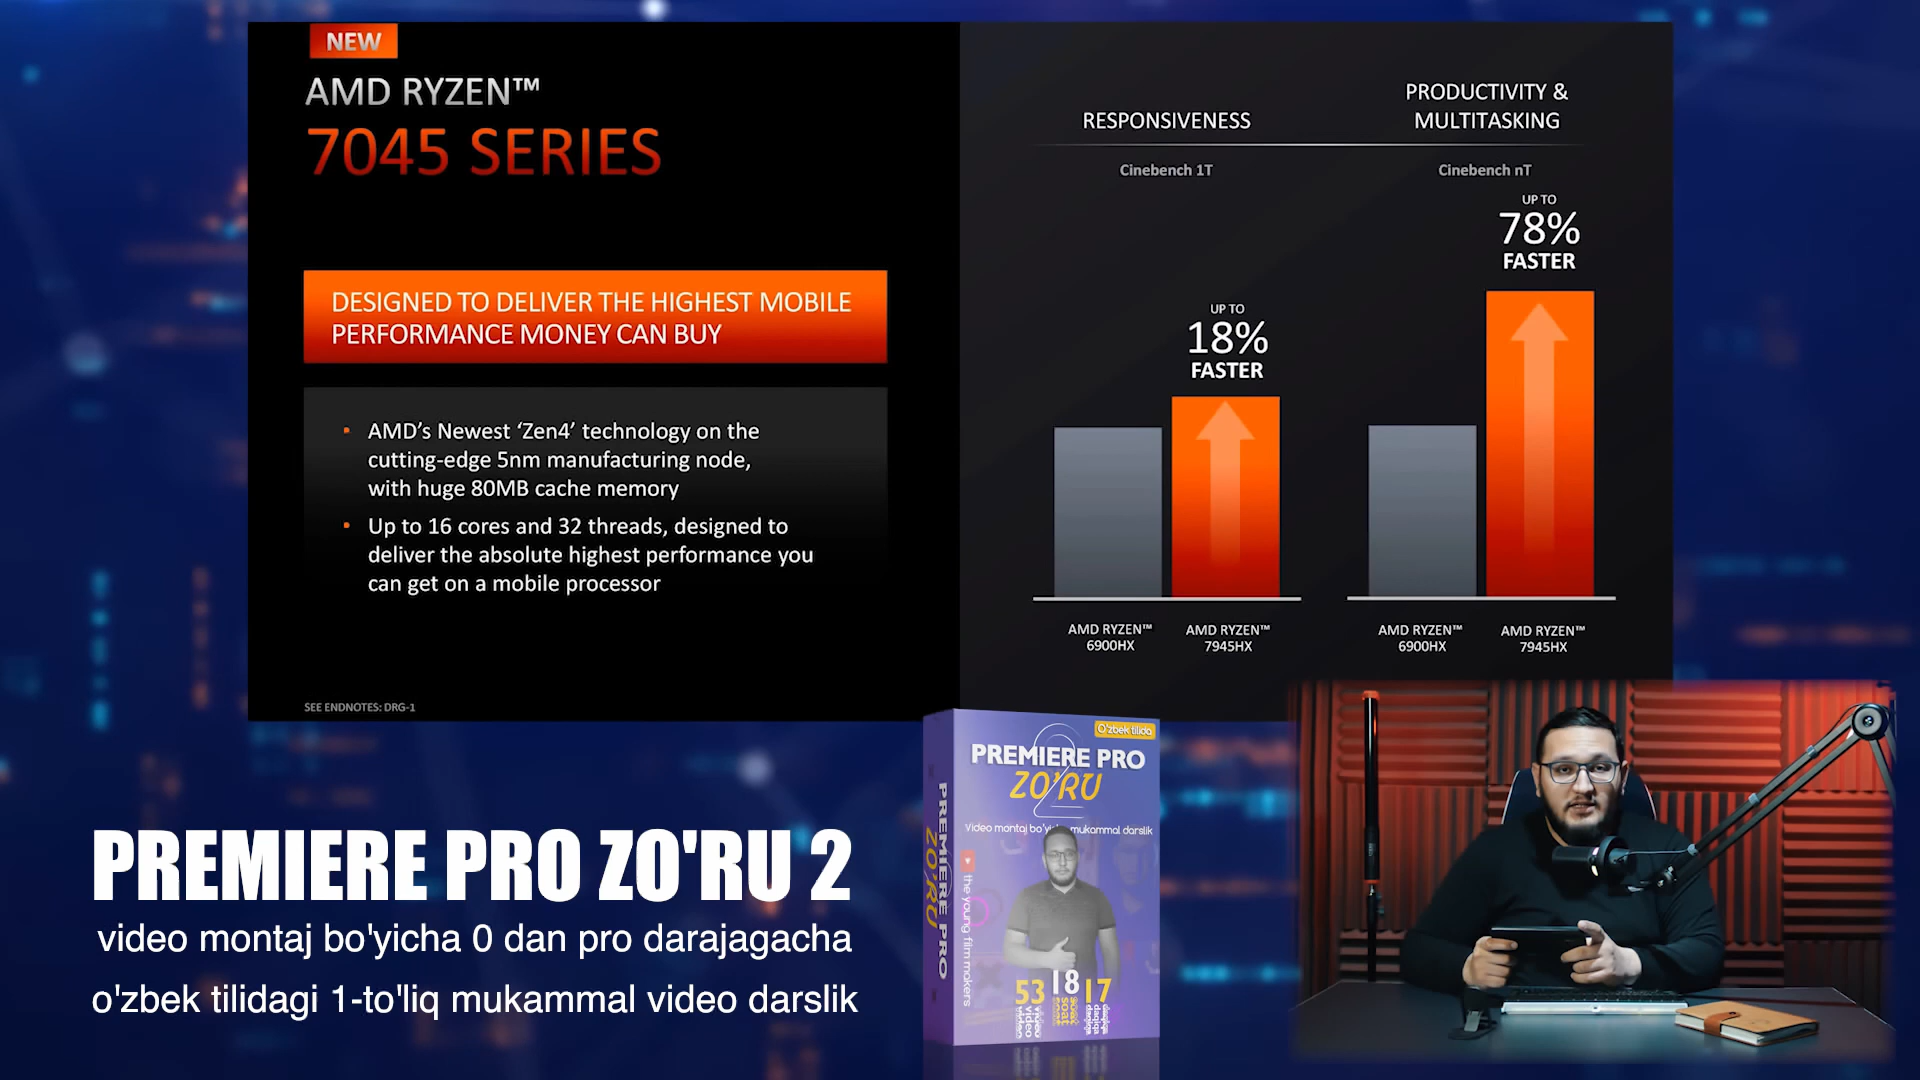 NEW
AMD RYZEN™
7045 SERIES
DESIGNED TO DELIVER THE HIGHEST MOBILE
PERFORMANCE MONEY CAN BUY
• AMD’s Newest ‘Zen4’ technology on the
cutting-edge 5nm manufacturing node,
with huge 80MB cache memory
• Up to 16 cores and 32 threads, designed to
deliver the absolute highest performance you
can get on a mobile processor
SEE ENDNOTES: DRG-1
RESPONSIVENESS
Cinebench 1T
UP TO
18%
FASTER
AMD RYZEN™
6900HX
AMD RYZEN™
7945HX
PRODUCTIVITY &
MULTITASKING
Cinebench nT
UP TO
78%
FASTER
AMD RYZEN™
6900HX
AMD RYZEN™
7945HX
PREMIERE PRO ZO'RU 2
video montaj bo'yicha 0 dan pro darajagacha
o'zbek tilidagi 1-to'liq mukammal video darslik
O'zbek tilida
2
PREMIERE PRO
ZO'RU
Video montaj bo'yicha mukammal darslik
PREMIERE PRO
ZO'RU
the young film makers
53 18 17
video soat daqiqa